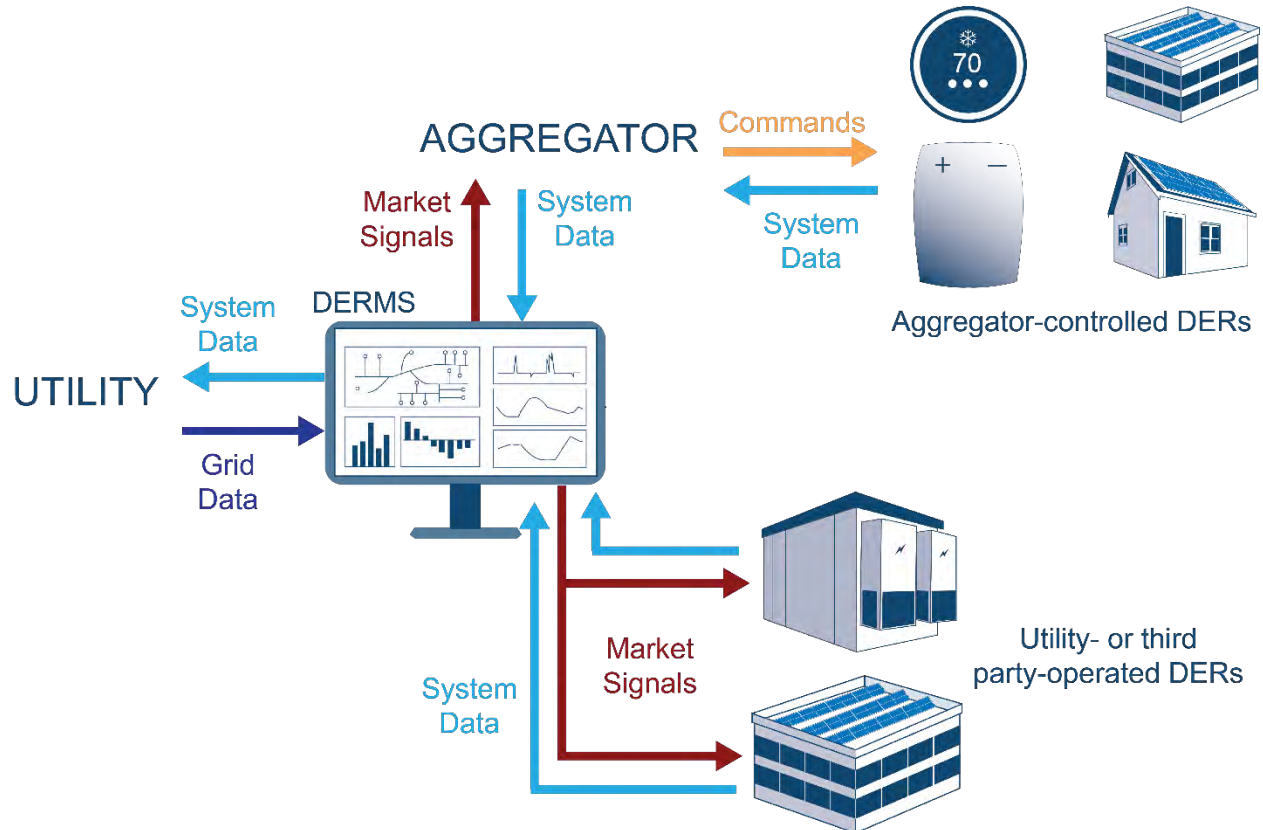 70
AGGREGATOR
Commands
System
Data
Market
Signals
System
Data
Aggregator-controlled DERs
DERMS
System
Data
UTILITY
Grid
Data
Utility- or third
party-operated DERs
Market
Signals
System
Data